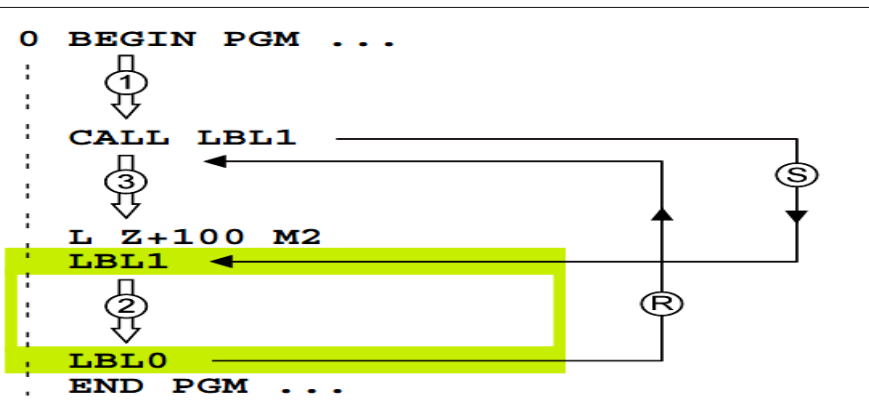 0 BEGIN PGM ...
1
CALL LBL1
3
S
L Z+100 M2
LBL1
2
R
LBL0
END PGM ...